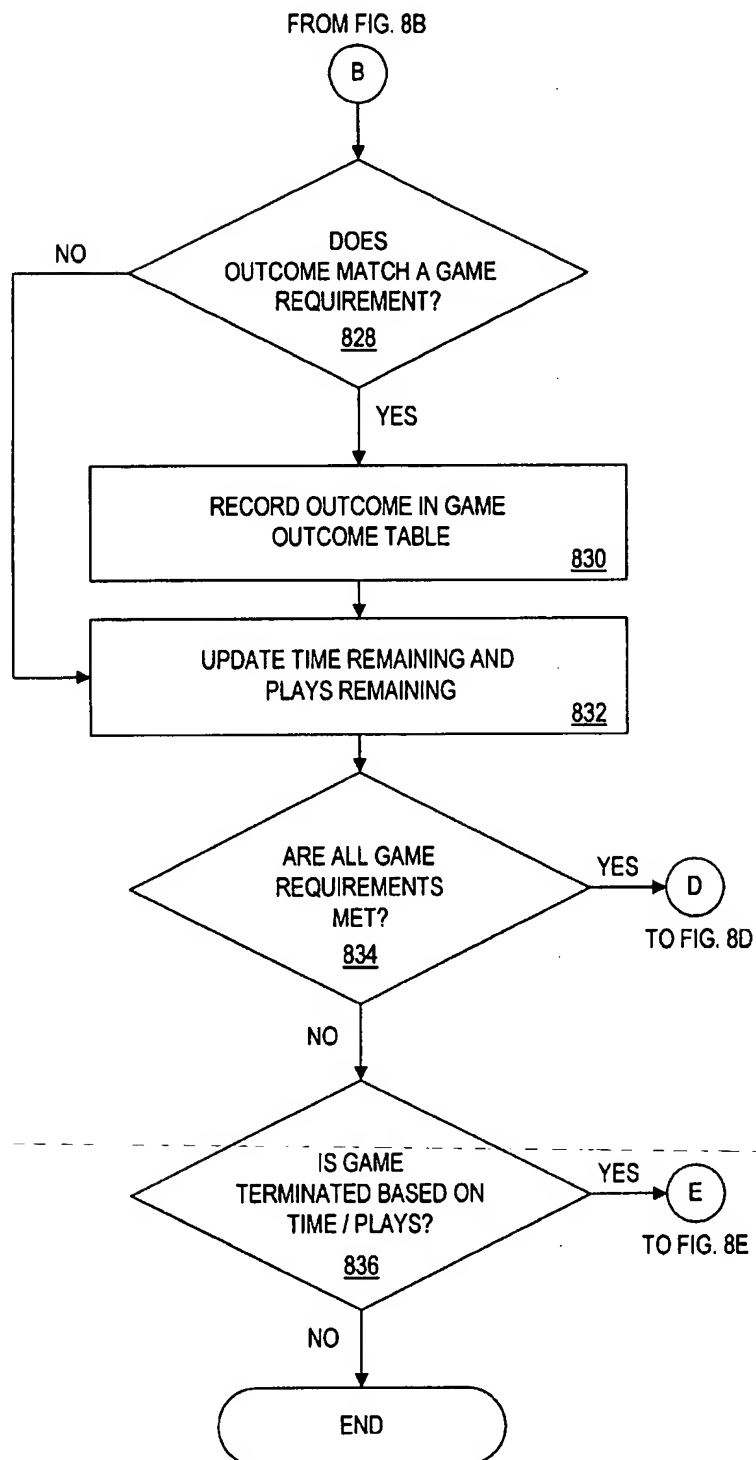 FROM FIG. 8B
B
DOES
OUTCOME MATCH A GAME
REQUIREMENT?
828
NO
YES
RECORD OUTCOME IN GAME
OUTCOME TABLE
830
UPDATE TIME REMAINING AND
PLAYS REMAINING
832
ARE ALL GAME
REQUIREMENTS
MET?
834
YES
D
TO FIG. 8D
NO
IS GAME
TERMINATED BASED ON
TIME / PLAYS?
836
YES
E
TO FIG. 8E
NO
END